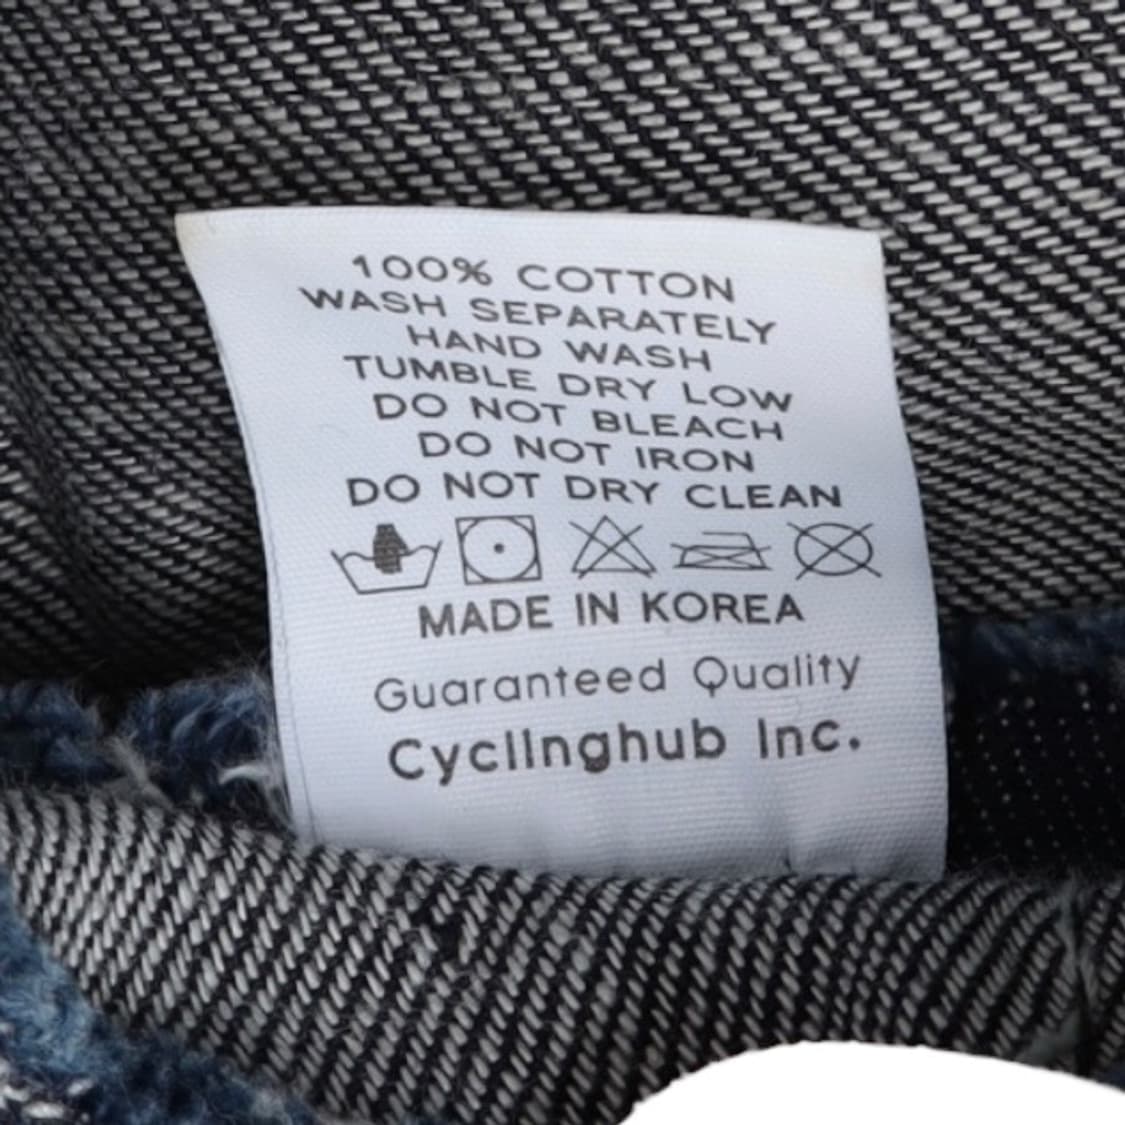 100% COTTON
WASH SEPARATELY
HAND WASH
TUMBLE DRY LOW
DO NOT BLEACH
DO NOT IRON
DO NOT DRY CLEAN
MADE IN KOREA
Guaranteed Quality
Cyclinghub Inc.